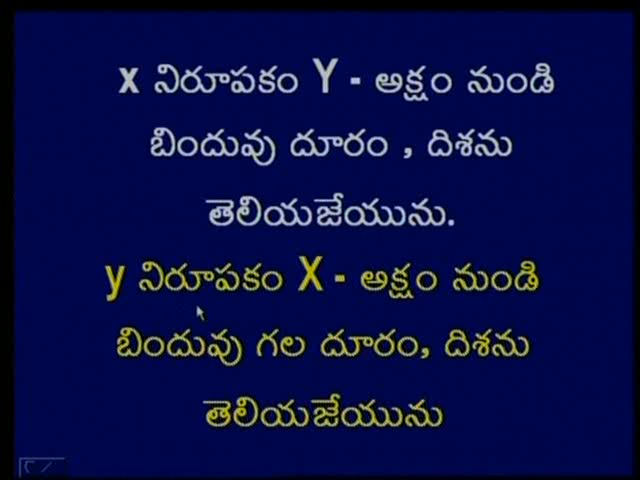 x నిరూపకం Y - అక్షం నుండి
బిందువు దూరం , దిశను
తెలియజేయును.
y నిరూపకం X - అక్షం నుండి
బిందువు గల దూరం, దిశను
తెలియజేయును